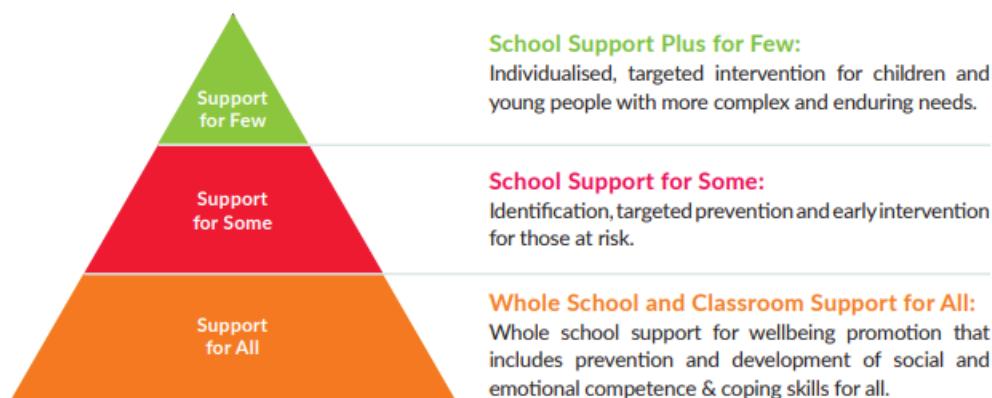 Support
for Few
School Support Plus for Few:
Individualised, targeted intervention for children and
young people with more complex and enduring needs.
Support
for Some
School Support for Some:
Identification, targeted prevention and early intervention
for those at risk.
Support
for All
Whole School and Classroom Support for All:
Whole school support for wellbeing promotion that
includes prevention and development of social and
emotional competence & coping skills for all.